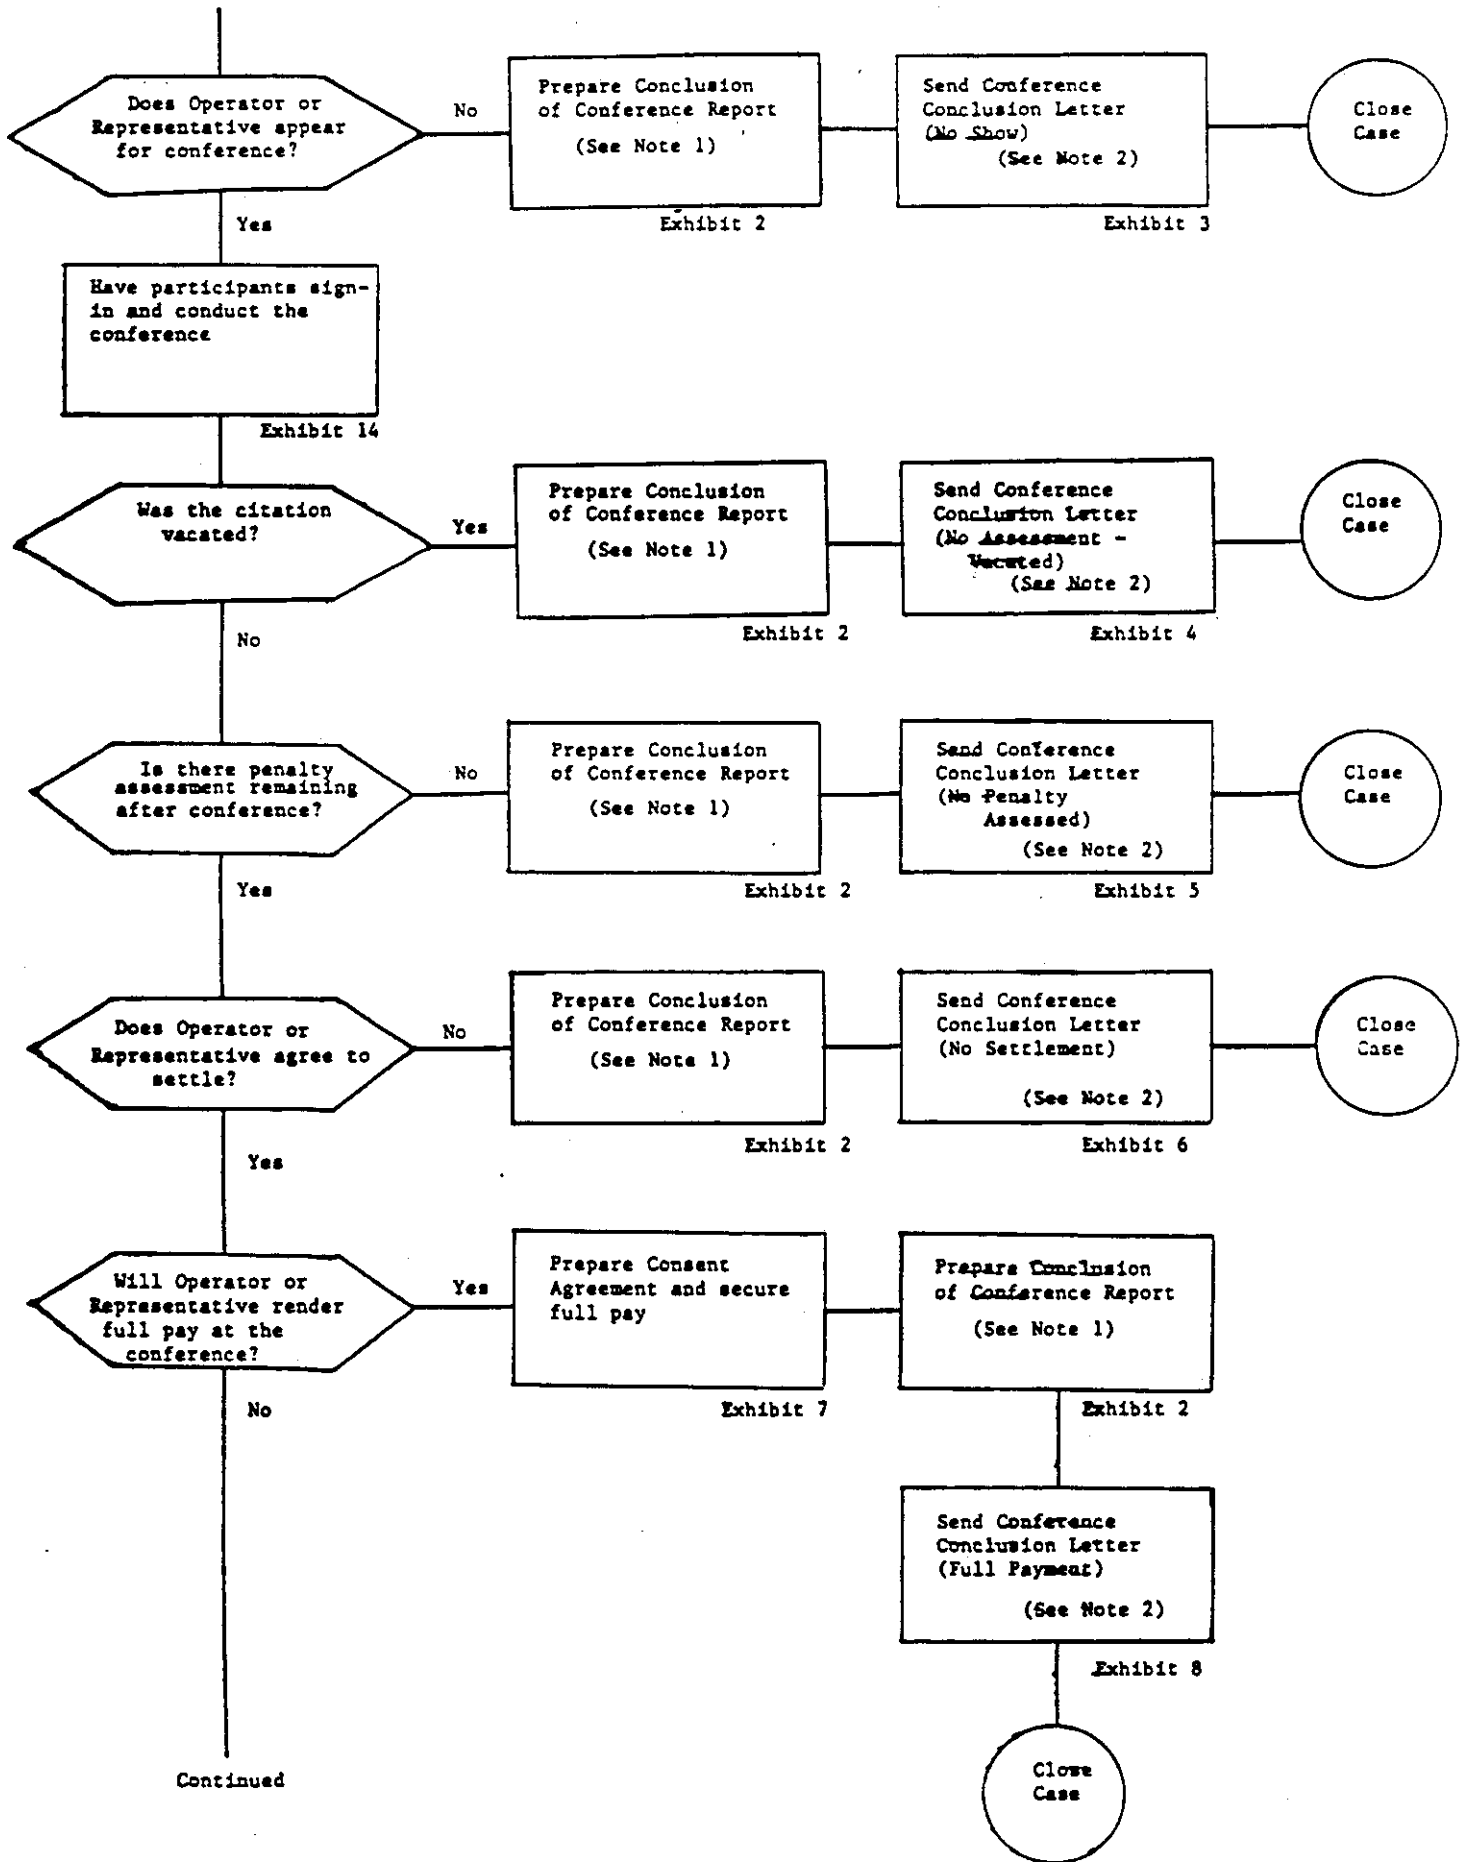 Does Operator or
Representative appear
for conference?
No
Prepare Conclusion
of Conference Report
(See Note 1)
Exhibit 2
Send Conference
Conclusion Letter
(No Show)
(See Note 2)
Exhibit 3
Close
Case
Yes
Have participants sign-
in and conduct the
conference
Exhibit 14
Was the citation
vacated?
Yes
Prepare Conclusion
of Conference Report
(See Note 1)
Exhibit 2
Send Conference
Conclusion Letter
(No Assessment -
Vacated)
(See Note 2)
Exhibit 4
Close
Case
No
Is there penalty
assessment remaining
after conference?
No
Prepare Conclusion
of Conference Report
(See Note 1)
Exhibit 2
Send Conference
Conclusion Letter
(No Penalty
Assessed)
(See Note 2)
Exhibit 5
Close
Case
Yes
Does Operator or
Representative agree to
settle?
No
Prepare Conclusion
of Conference Report
(See Note 1)
Exhibit 2
Send Conference
Conclusion Letter
(No Settlement)
(See Note 2)
Exhibit 6
Close
Case
Yes
Will Operator or
Representative render
full pay at the
conference?
Yes
Prepare Consent
Agreement and secure
full pay
Exhibit 7
Prepare Conclusion
of Conference Report
(See Note 1)
Exhibit 2
No
Send Conference
Conclusion Letter
(Full Payment)
(See Note 2)
Exhibit 8
Continued
Close
Case